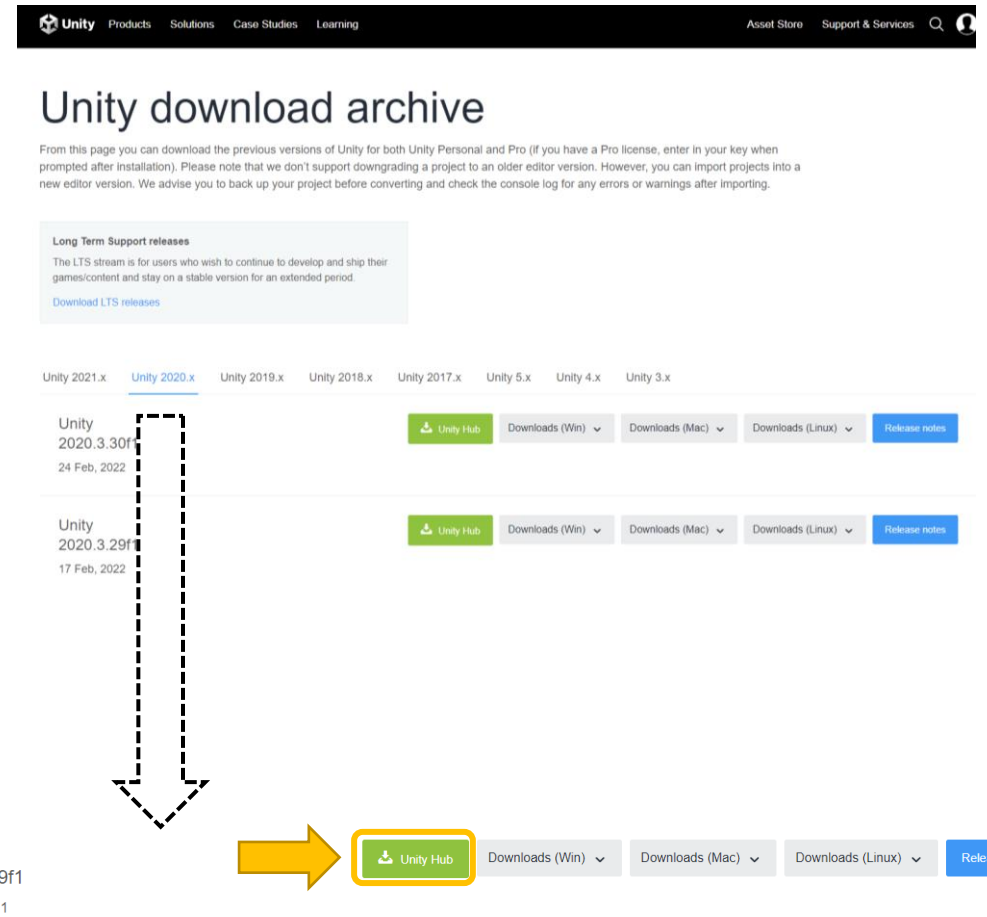 Unity Products Solutions Case Studies Learning Asset Store Support & Services
Unity download archive
From this page you can download the previous versions of Unity for both Unity Personal and Pro (if you have a Pro license, enter in your key when
prompted after installation). Please note that we don't support downgrading a project to an older editor version. However, you can import projects into a
new editor version. We advise you to back up your project before converting and check the console log for any errors or warnings after importing.
Long Term Support releases
The LTS stream is for users who wish to continue to develop and ship their
games/content and stay on a stable version for an extended period.
Download LTS releases
Unity 2021.x Unity 2020.x Unity 2019.x Unity 2018.x Unity 2017.x Unity 5.x Unity 4.x Unity 3.x
Unity
2020.3.30f1
24 Feb, 2022
Unity Hub Downloads (Win) Downloads (Mac) Downloads (Linux) Release notes
Unity
2020.3.29f1
17 Feb, 2022
Unity Hub Downloads (Win) Downloads (Mac) Downloads (Linux) Release notes
Unity Hub Downloads (Win) Downloads (Mac) Downloads (Linux) Rele
9f1
1